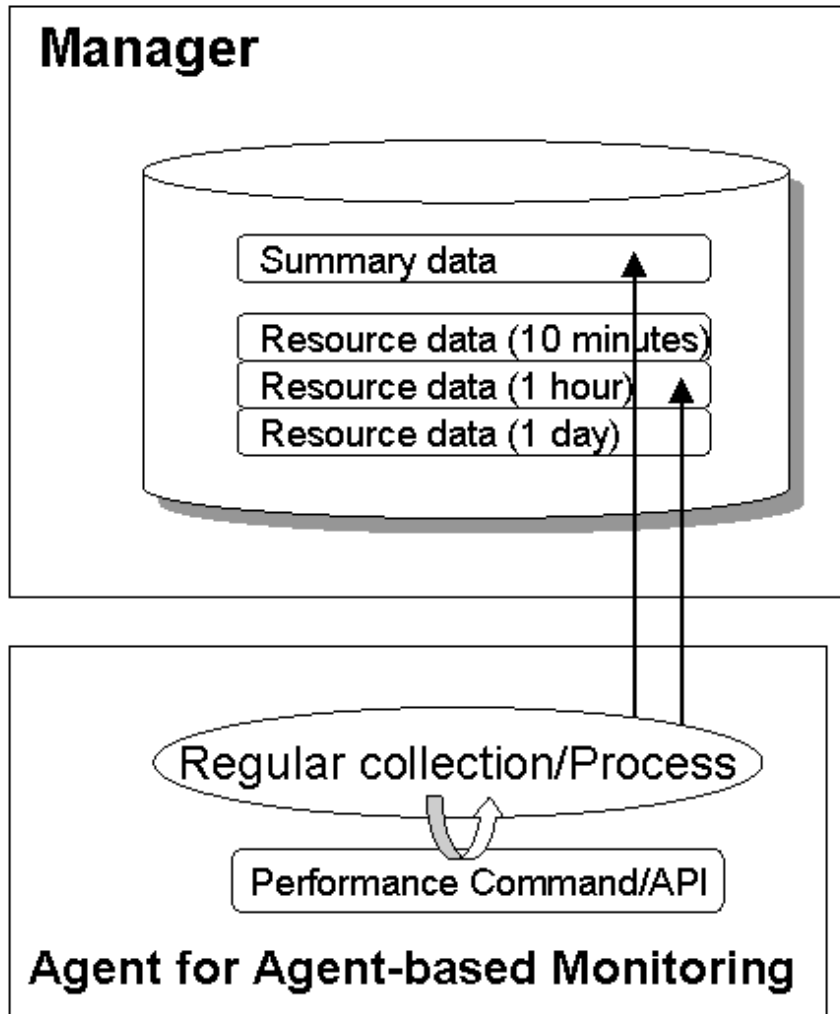 Manager
Summary data
Resource data (10 minutes)
Resource data (1 hour)
Resource data (1 day)
Regular collection/Process
Performance Command/API
Agent for Agent-based Monitoring